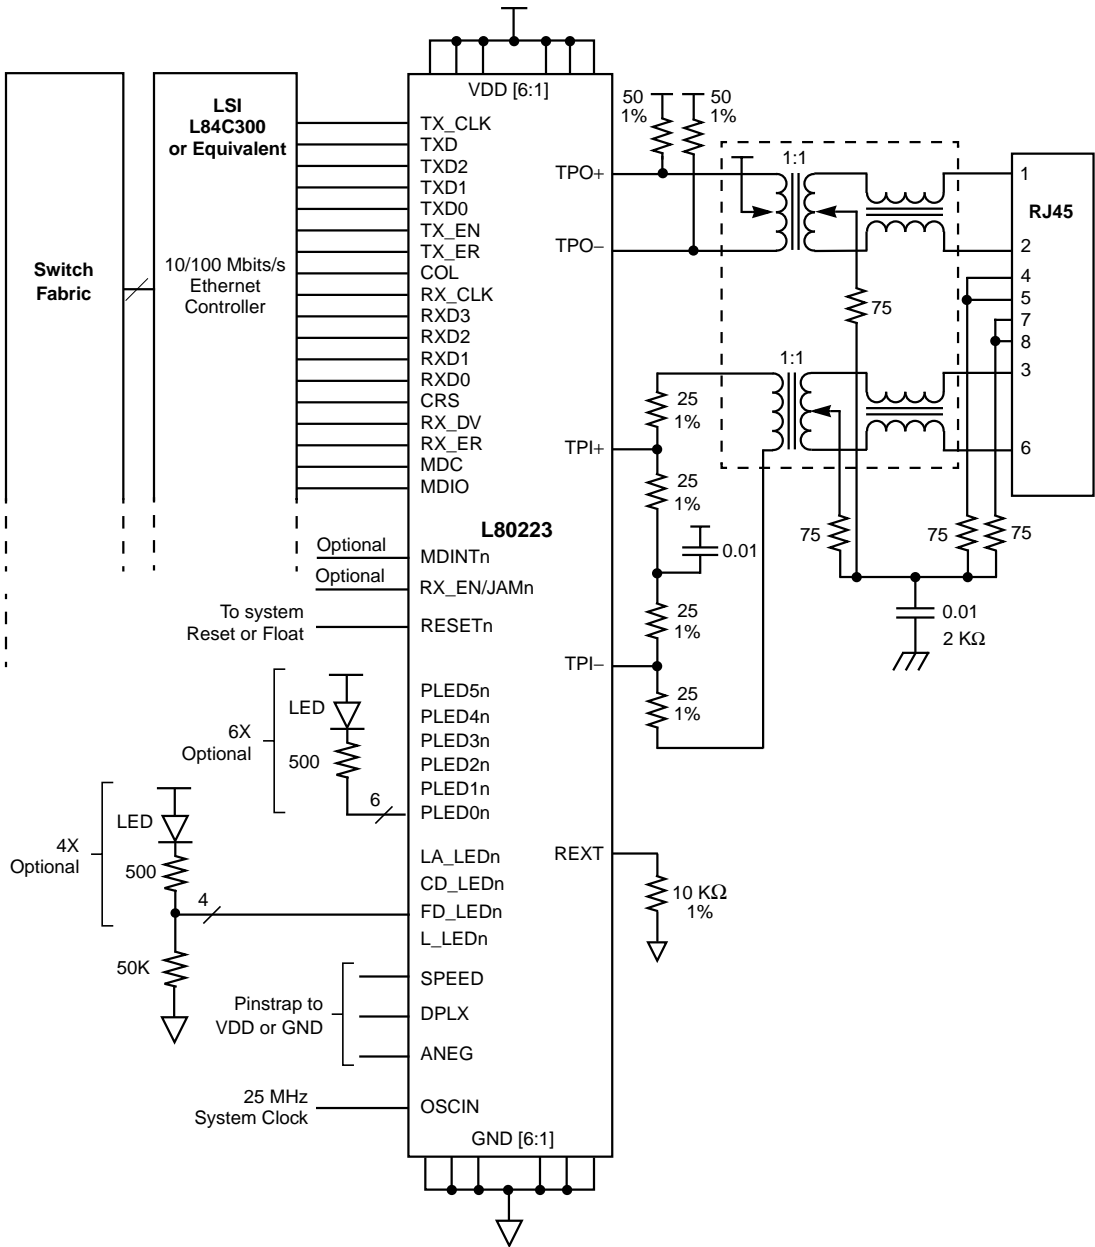 VDD [6:1]
LSI
L84C300
or Equivalent
10/100 Mbits/s
Ethernet
Controller
Switch
Fabric
TX_CLK
TXD
TXD2
TXD1
TXD0
TX_EN
TX_ER
COL
RX_CLK
RXD3
RXD2
RXD1
RXD0
CRS
RX_DV
RX_ER
MDC
MDIO
L80223
Optional
MDINTn
Optional
RX_EN/JAMn
To system
Reset or Float
RESETn
PLED5n
PLED4n
PLED3n
PLED2n
PLED1n
PLED0n
LED
6X
Optional
500
6
LED
4X
Optional
500
4
50K
LA_LEDn
CD_LEDn
FD_LEDn
L_LEDn
SPEED
DPLX
ANEG
Pinstrap to
VDD or GND
25 MHz
System Clock
OSCIN
GND [6:1]
TPO+
TPO−
TPI+
TPI−
REXT
50
1%
50
1%
1:1
75
1:1
25
1%
25
1%
0.01
25
1%
25
1%
10 KΩ
1%
75
75
75
0.01
2 KΩ
RJ45
1
2
4
5
7
8
3
6